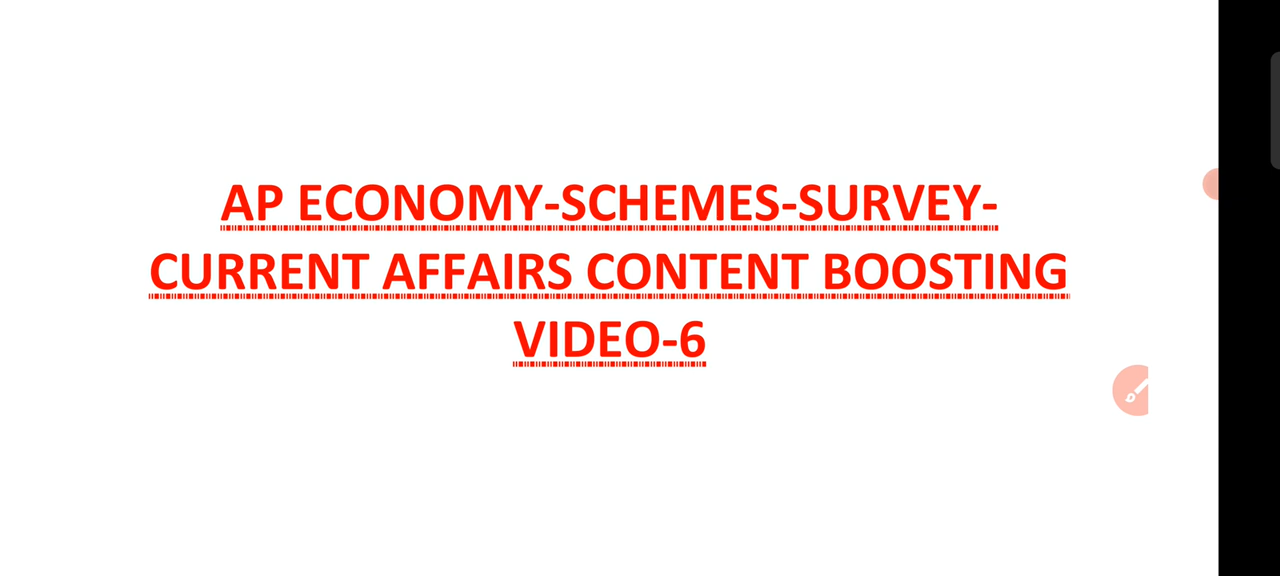 AP ECONOMY-SCHEMES-SURVEY-
CURRENT AFFAIRS CONTENT BOOSTING
VIDEO-6